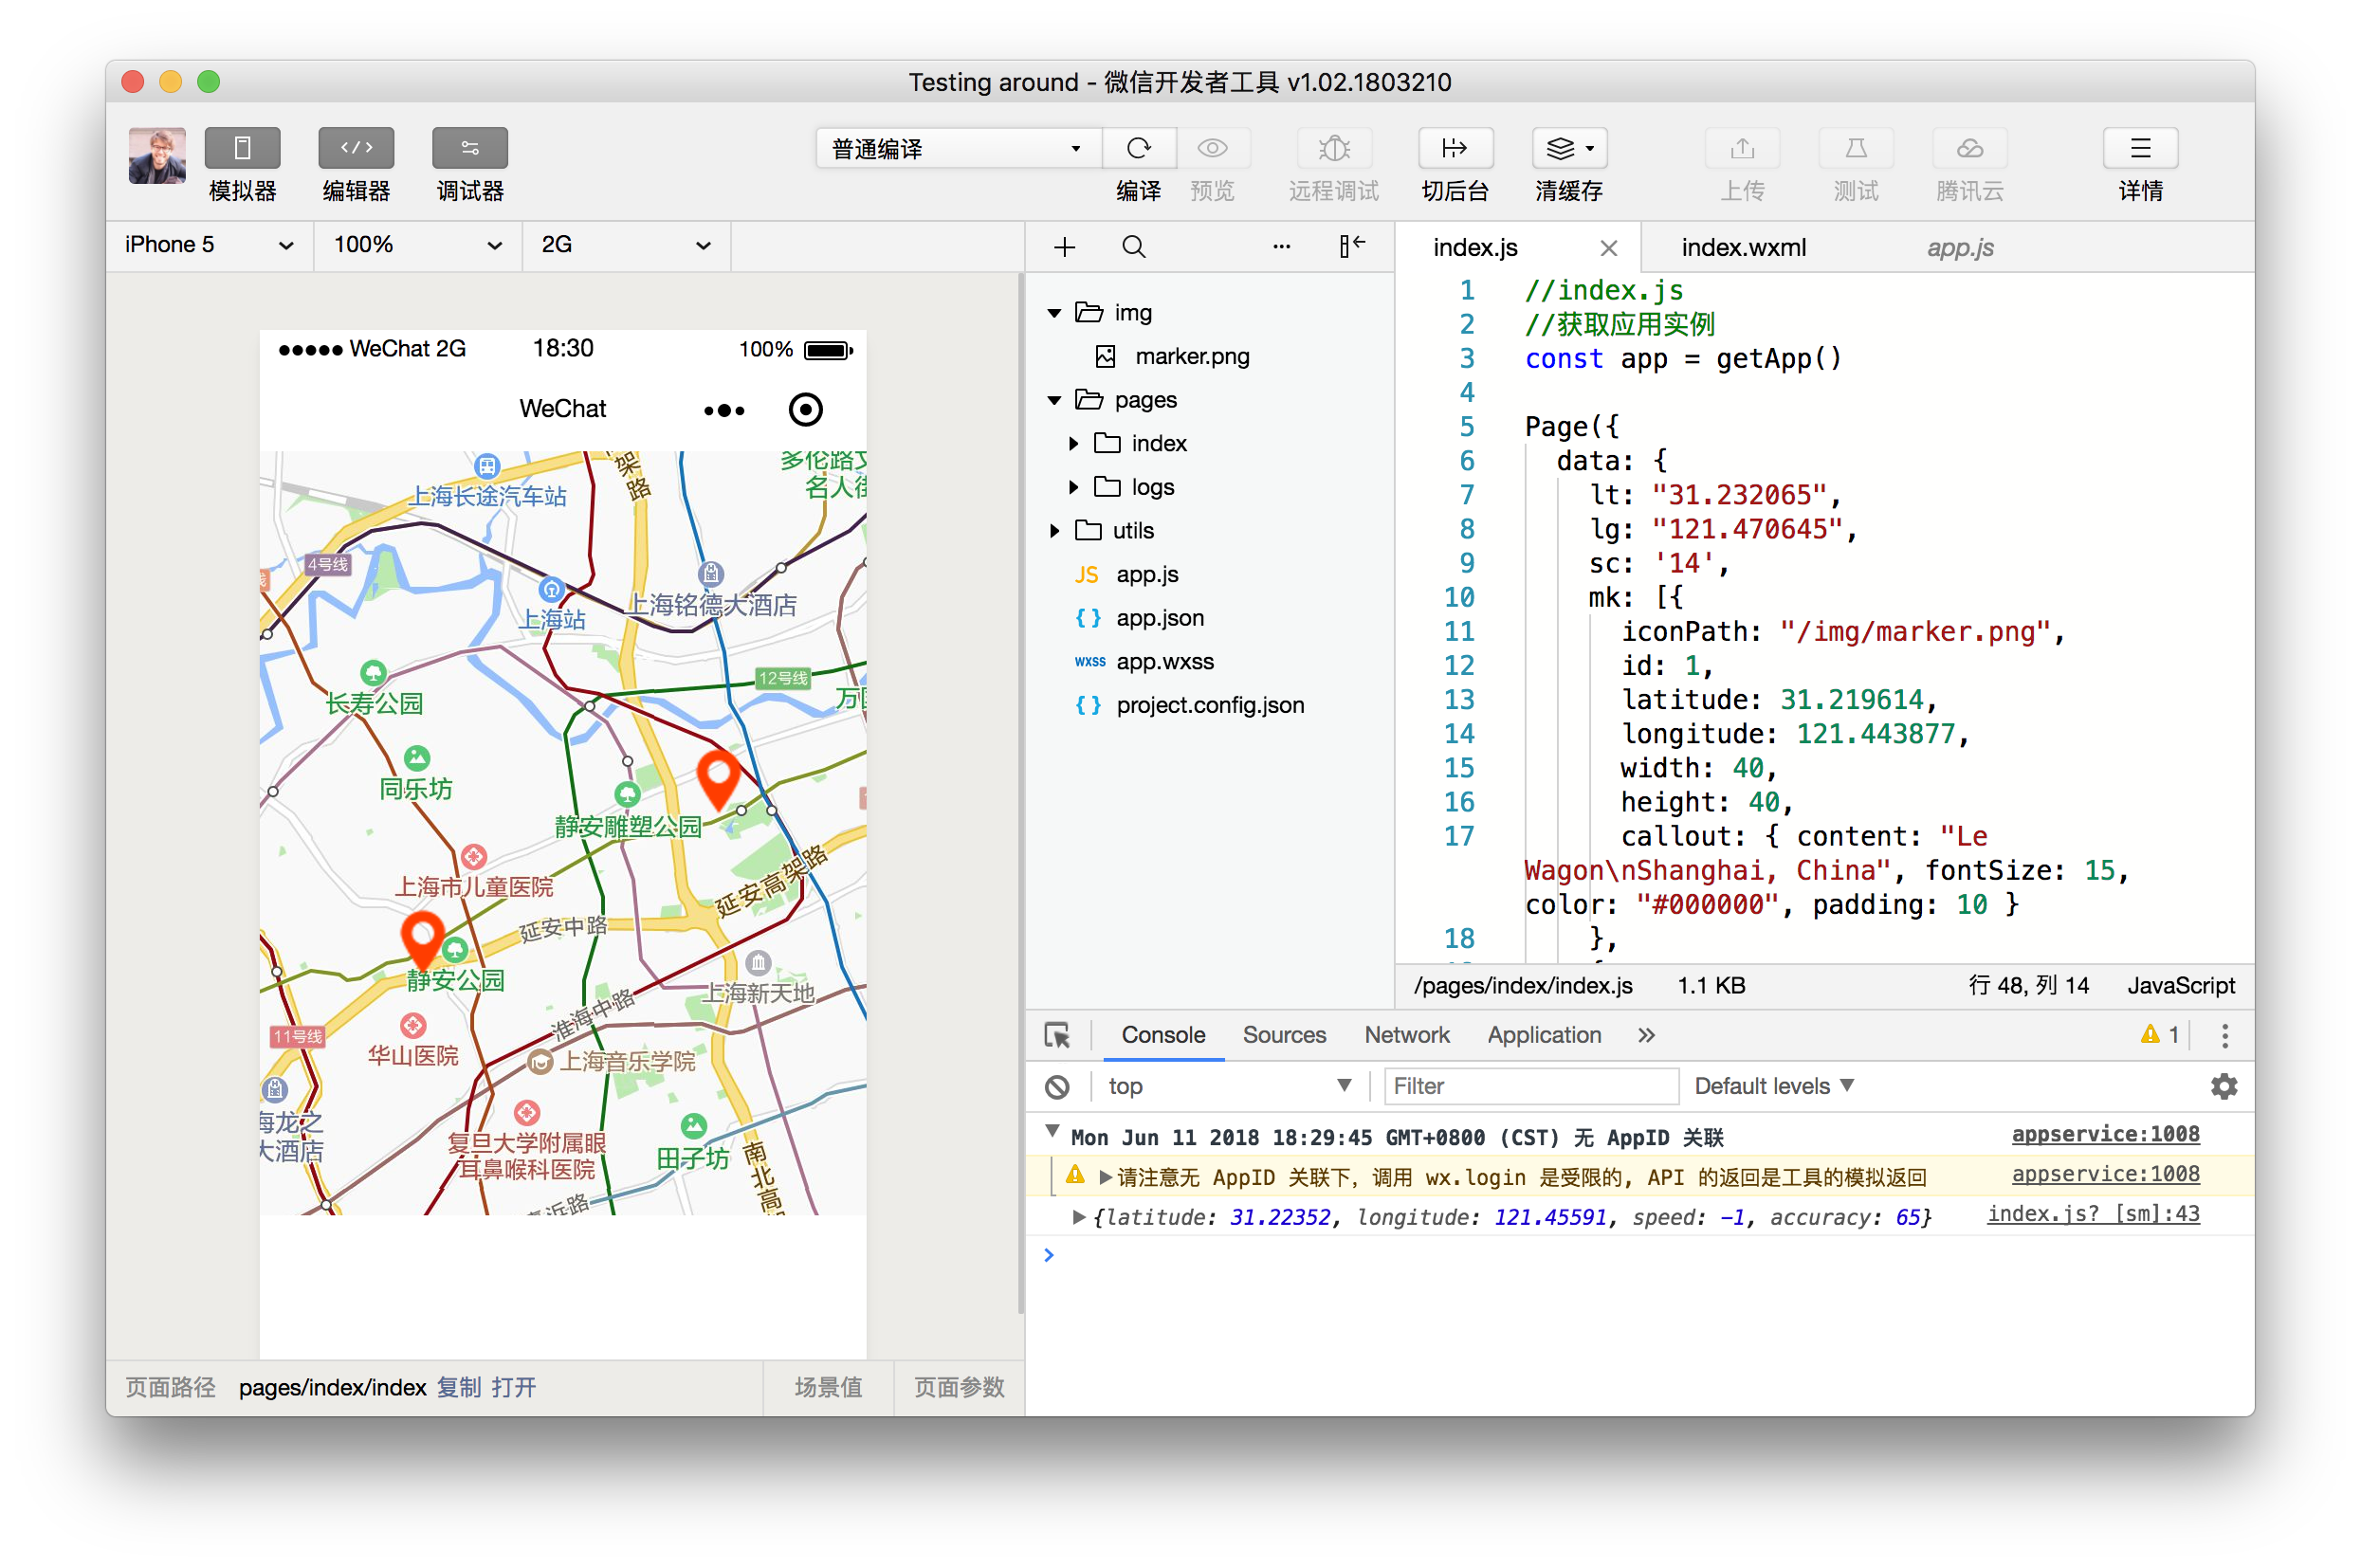 Testing around - 微信开发者工具 v1.02.1803210
模拟器
编辑器
调试器
普通编译
编译
预览
远程调试
切后台
清缓存
上传
测试
腾讯云
详情
iPhone 5
100%
2G
WeChat 2G
18:30
100%
WeChat
架
路
多伦路文
名人街
上海长途汽车站
4号线
线
上海站
上海铭德大酒店
12号线
长寿公园
万国
同乐坊
静安雕塑公园
延安高架路
上海市儿童医院
延安中路
静安公园
上海新天地
淮海中路
11号线
华山医院
上海音乐学院
海龙之
大酒店
复旦大学附属眼
耳鼻喉科医院
田子坊
南
北
高
浜路
页面路径
pages/index/index
复制
打开
场景值
页面参数
img
marker.png
pages
index
logs
utils
JS app.js
{ } app.json
wxss app.wxss
{ } project.config.json
index.js
index.wxml
app.js
1 //index.js
2 //获取应用实例
3 const app = getApp()
4
5 Page({
6 data: {
7 lt: "31.232065",
8 lg: "121.470645",
9 sc: '14',
10 mk: [{
11 iconPath: "/img/marker.png",
12 id: 1,
13 latitude: 31.219614,
14 longitude: 121.443877,
15 width: 40,
16 height: 40,
17 callout: { content: "Le
Wagon\nShanghai, China", fontSize: 15,
color: "#000000", padding: 10 }
18 },
/pages/index/index.js
1.1 KB
行 48, 列 14
JavaScript
Console
Sources
Network
Application
1
top
Filter
Default levels
Mon Jun 11 2018 18:29:45 GMT+0800 (CST) 无 AppID 关联
appservice:1008
请注意无 AppID 关联下，调用 wx.login 是受限的, API 的返回是工具的模拟返回
appservice:1008
{latitude: 31.22352, longitude: 121.45591, speed: -1, accuracy: 65}
index.js? [sm]:43